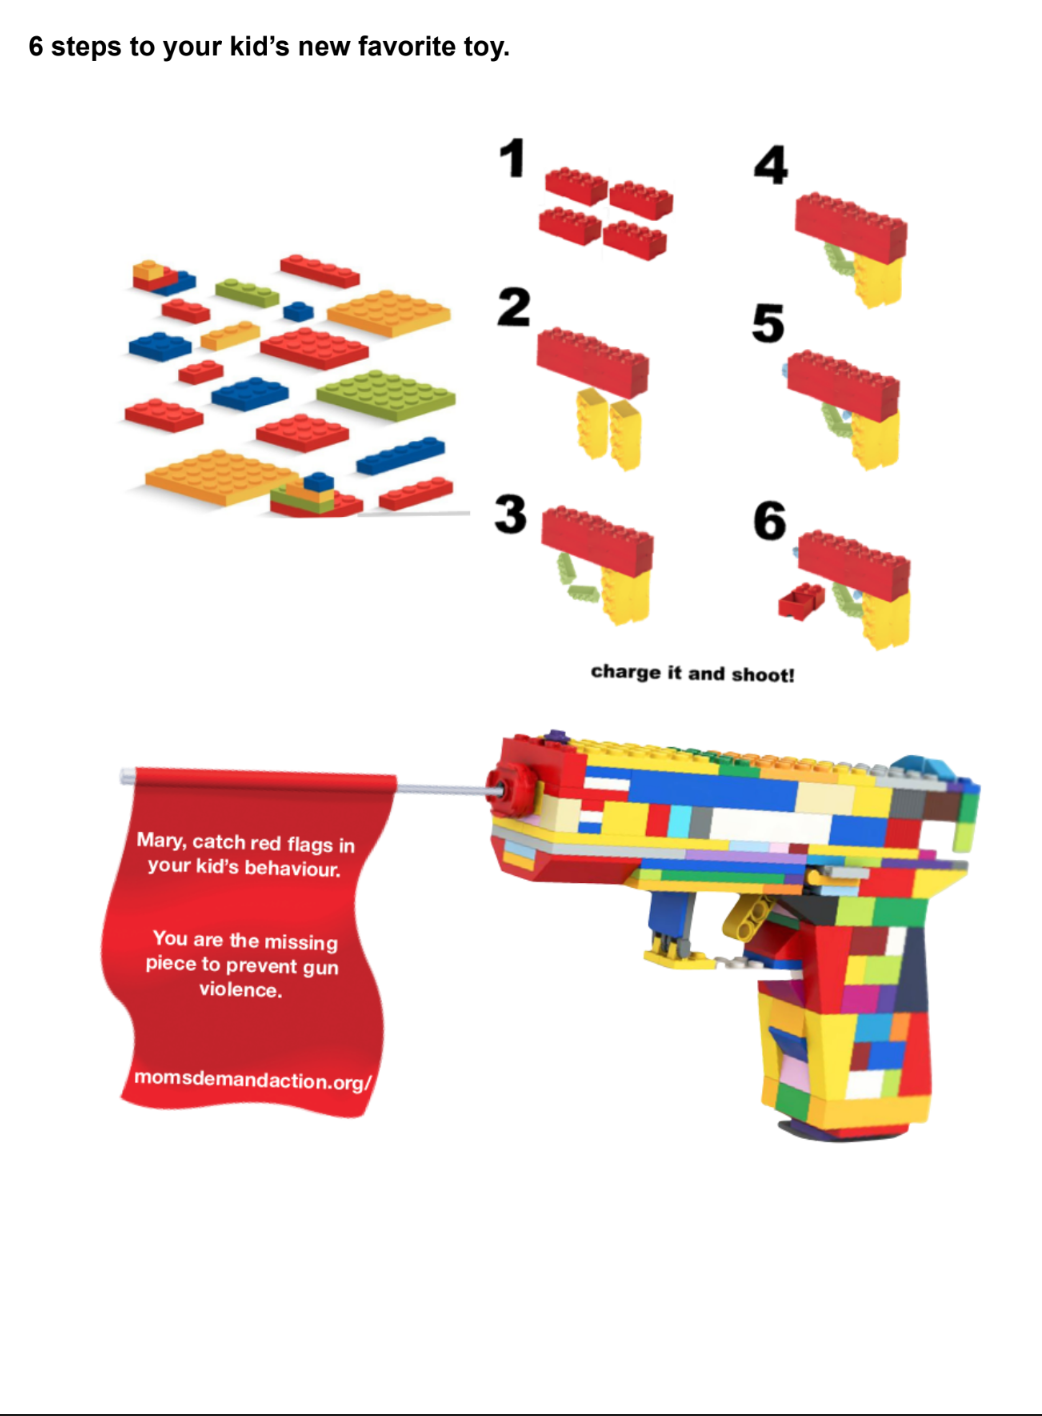 6 steps to your kid’s new favorite toy.
1
4
2
5
3
6
charge it and shoot!
Mary, catch red flags in
your kid’s behaviour.
You are the missing
piece to prevent gun
violence.
momsdemandaction.org/